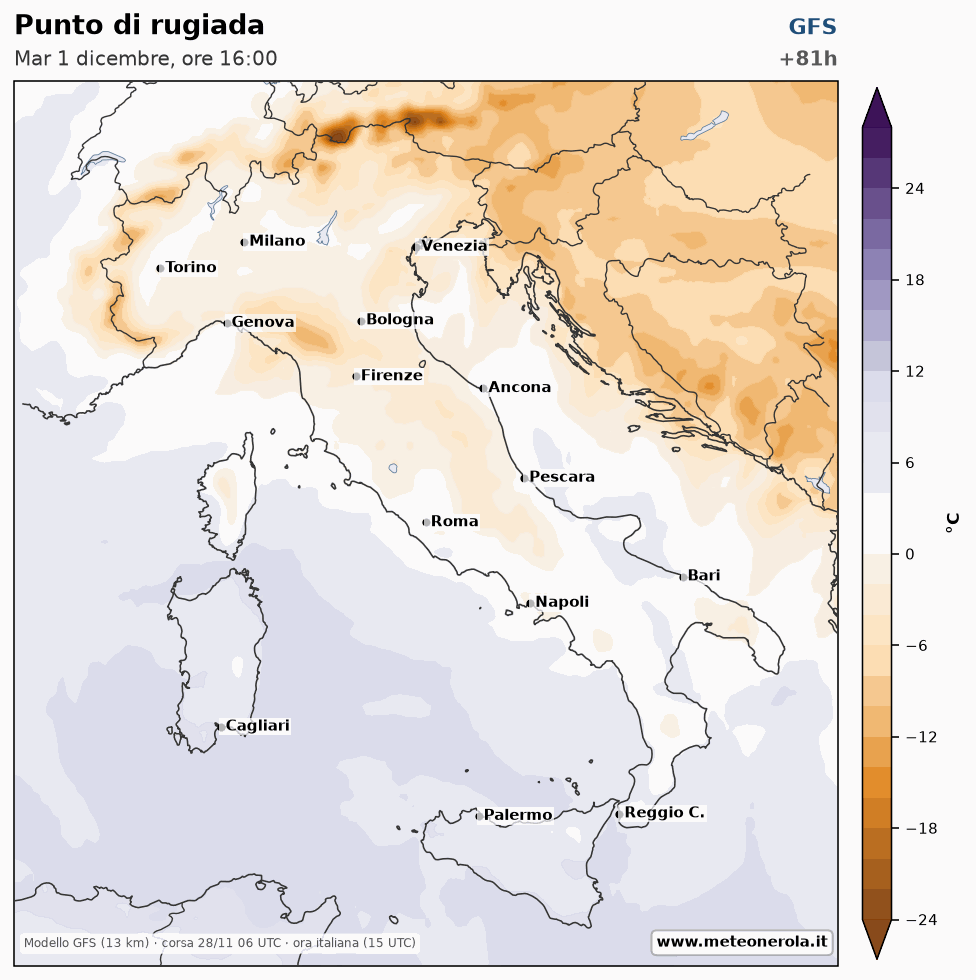 Punto di rugiada
GFS
Mar 1 dicembre, ore 16:00
+81h
Milano
Venezia
Torino
Genova
Bologna
Firenze
Ancona
Pescara
Roma
Bari
Napoli
Cagliari
Palermo
Reggio C.
24
18
12
6
0
−6
−12
−18
−24
°C
Modello GFS (13 km) · corsa 28/11 06 UTC · ora italiana (15 UTC)
www.meteonerola.it